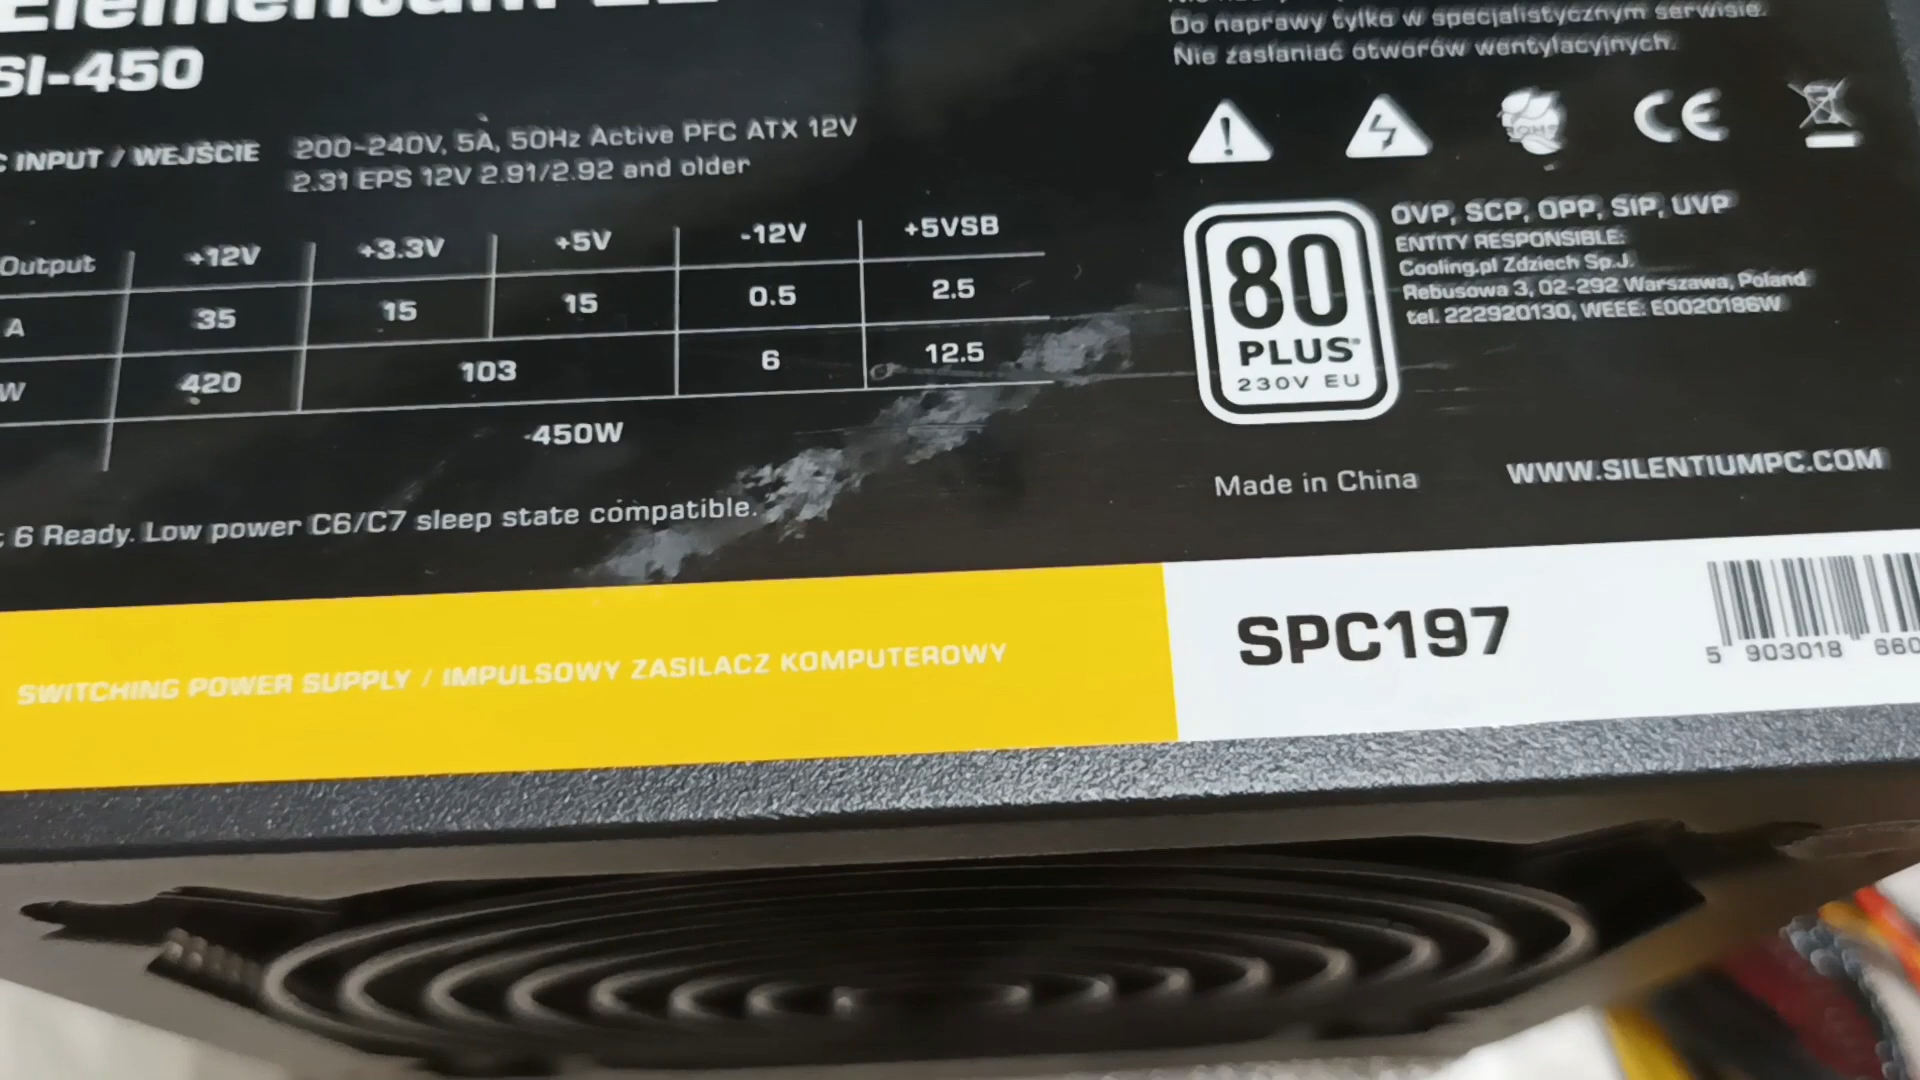 Elementum
SI-450
INPUT / WEJŚCIE 200-240V, 5A, 50Hz Active PFC ATX 12V
2.31 EPS 12V 2.91/2.92 and older
Output +12V +3.3V +5V -12V +5VSB
A 35 15 15 0.5 2.5
W 420 103 6 12.5
450W
6 Ready. Low power C6/C7 sleep state compatible.
Do naprawy tylko w specjalistycznym serwisie.
Nie zasłaniać otworów wentylacyjnych.
ROHS
CE
80
PLUS
230V EU
OVP, SCP, OPP, SIP, UVP
ENTITY RESPONSIBLE:
Cooling.pl Zdziech Sp.J.
Rebusowa 3, 02-292 Warszawa, Poland
tel. 222920130, WEEE: E0020186W
Made in China
WWW.SILENTIUMPC.COM
SWITCHING POWER SUPPLY / IMPULSOWY ZASILACZ KOMPUTEROWY
SPC197
5 903018 660